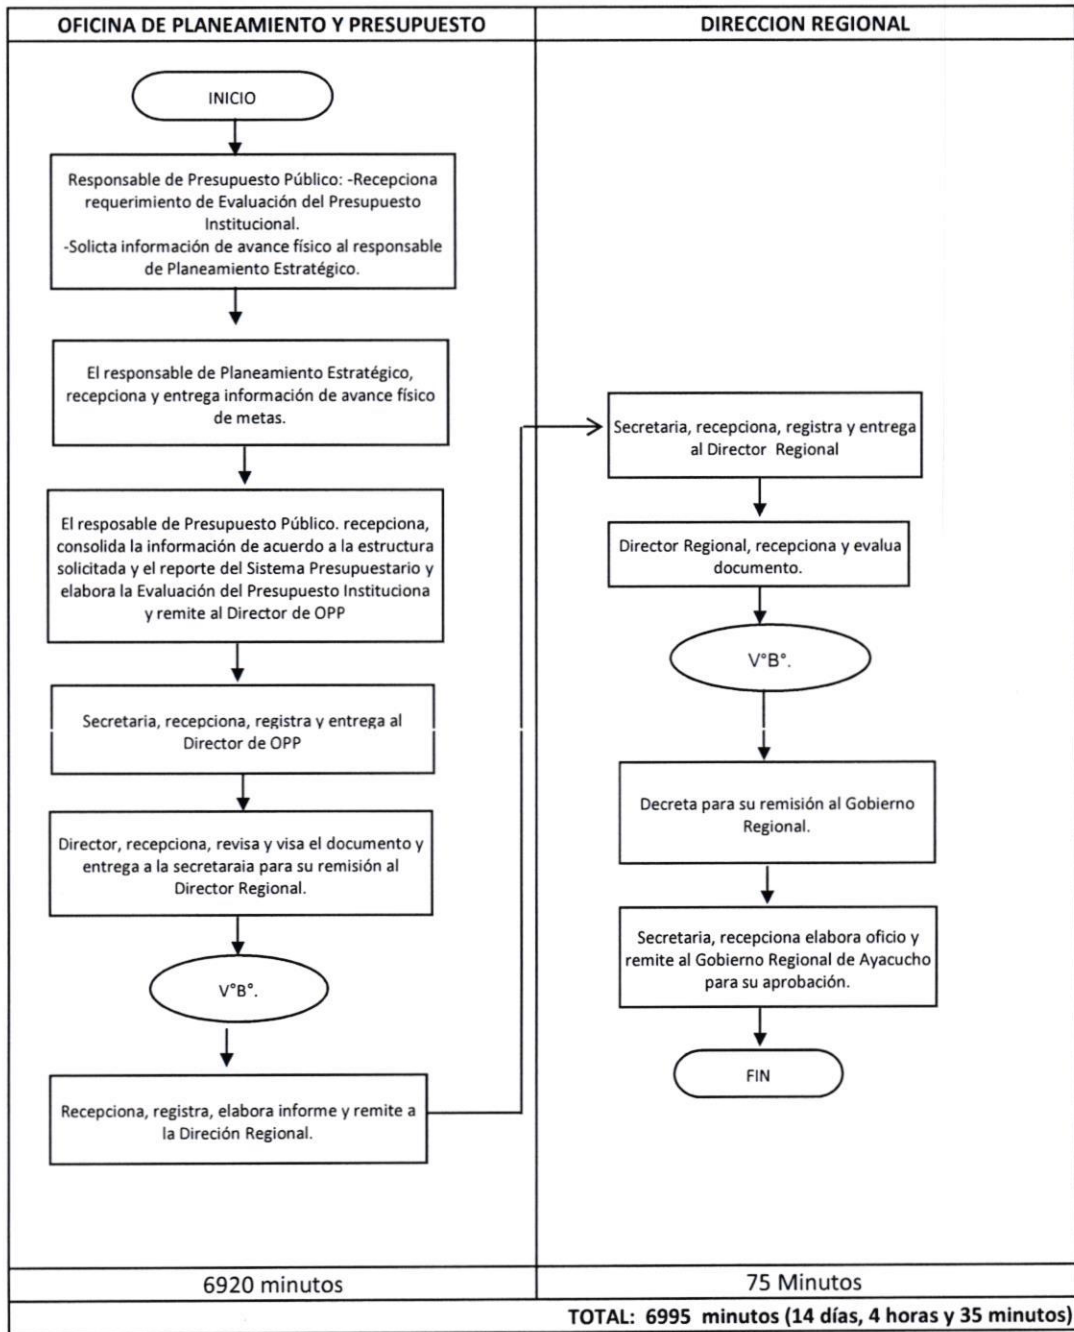 OFICINA DE PLANEAMIENTO Y PRESUPUESTO
INICIO
Responsable de Presupuesto Público: -Recepciona
requerimiento de Evaluación del Presupuesto
Institucional.
-Solicta información de avance físico al responsable
de Planeamiento Estratégico.
El responsable de Planeamiento Estratégico,
recepciona y entrega información de avance físico
de metas.
El resposable de Presupuesto Público. recepciona,
consolida la información de acuerdo a la estructura
solicitada y el reporte del Sistema Presupuestario y
elabora la Evaluación del Presupuesto Instituciona
y remite al Director de OPP
Secretaria, recepciona, registra y entrega al
Director de OPP
Director, recepciona, revisa y visa el documento y
entrega a la secretaraia para su remisión al
Director Regional.
V°B°.
Recepciona, registra, elabora informe y remite a
la Direción Regional.
6920 minutos
DIRECCION REGIONAL
Secretaria, recepciona, registra y entrega
al Director Regional
Director Regional, recepciona y evalua
documento.
V°B°.
Decreta para su remisión al Gobierno
Regional.
Secretaria, recepciona elabora oficio y
remite al Gobierno Regional de Ayacucho
para su aprobación.
FIN
75 Minutos
TOTAL: 6995 minutos (14 días, 4 horas y 35 minutos)